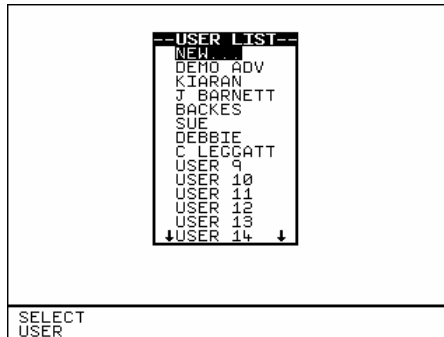 --USER LIST--
NEW...
DEMO ADV
KIARAN
J BARNETT
BACKES
SUE
DEBBIE
C LEGGATT
USER 9
USER 10
USER 11
USER 12
USER 13
↓USER 14 ↓
SELECT
USER